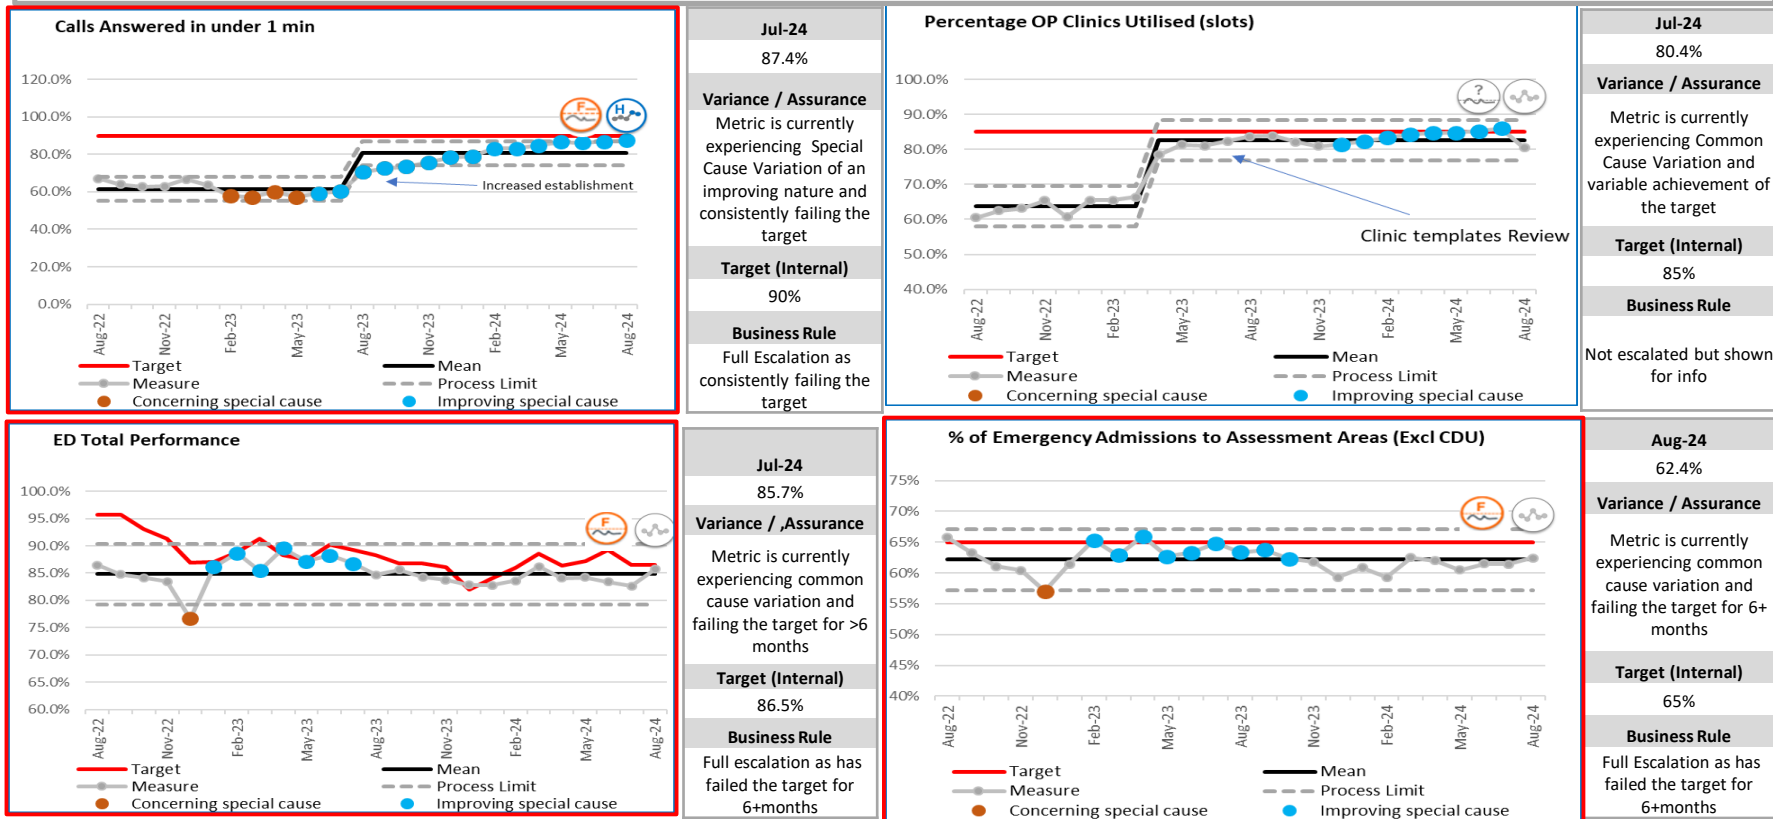 Calls Answered in under 1 min
120.0%
100.0%
80.0%
60.0%
40.0%
20.0%
0.0%
F
H
Increased establishment
Aug-22
Nov-22
Feb-23
May-23
Aug-23
Nov-23
Feb-24
May-24
Aug-24
Target
Mean
Measure
Process Limit
Concerning special cause
Improving special cause
Jul-24
87.4%
Variance / Assurance
Metric is currently
experiencing Special
Cause Variation of an
improving nature and
consistently failing the
target
Target (Internal)
90%
Business Rule
Full Escalation as
consistently failing the
target
Percentage OP Clinics Utilised (slots)
100.0%
90.0%
80.0%
70.0%
60.0%
50.0%
40.0%
?
Clinic templates Review
Aug-22
Nov-22
Feb-23
May-23
Aug-23
Nov-23
Feb-24
May-24
Aug-24
Target
Mean
Measure
Process Limit
Concerning special cause
Improving special cause
Jul-24
80.4%
Variance / Assurance
Metric is currently
experiencing Common
Cause Variation and
variable achievement of
the target
Target (Internal)
85%
Business Rule
Not escalated but shown
for info
ED Total Performance
100.0%
95.0%
90.0%
85.0%
80.0%
75.0%
70.0%
65.0%
60.0%
F
Aug-22
Nov-22
Feb-23
May-23
Aug-23
Nov-23
Feb-24
May-24
Aug-24
Target
Mean
Measure
Process Limit
Concerning special cause
Improving special cause
Jul-24
85.7%
Variance / ,Assurance
Metric is currently
experiencing common
cause variation and
failing the target for >6
months
Target (Internal)
86.5%
Business Rule
Full escalation as has
failed the target for
6+months
% of Emergency Admissions to Assessment Areas (Excl CDU)
75%
70%
65%
60%
55%
50%
45%
40%
F
Aug-22
Nov-22
Feb-23
May-23
Aug-23
Nov-23
Feb-24
May-24
Aug-24
Target
Mean
Measure
Process Limit
Concerning special cause
Improving special cause
Aug-24
62.4%
Variance / Assurance
Metric is currently
experiencing common
cause variation and
failing the target for 6+
months
Target (Internal)
65%
Business Rule
Full Escalation as has
failed the target for
6+months